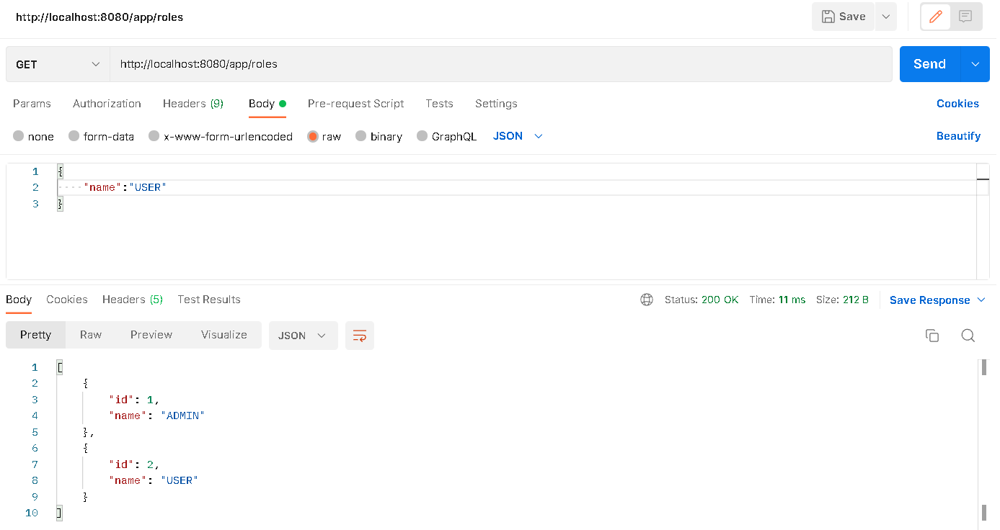 http://localhost:8080/app/roles Save
GET http://localhost:8080/app/roles Send
Params Authorization Headers (9) Body Pre-request Script Tests Settings Cookies
none form-data x-www-form-urlencoded raw binary GraphQL JSON Beautify
1 {
2 ····"name":"USER"
3 }
Body Cookies Headers (5) Test Results Status: 200 OK Time: 11 ms Size: 212 B Save Response
Pretty Raw Preview Visualize JSON
1 [
2 {
3 "id": 1,
4 "name": "ADMIN"
5 },
6 {
7 "id": 2,
8 "name": "USER"
9 }
10 ]